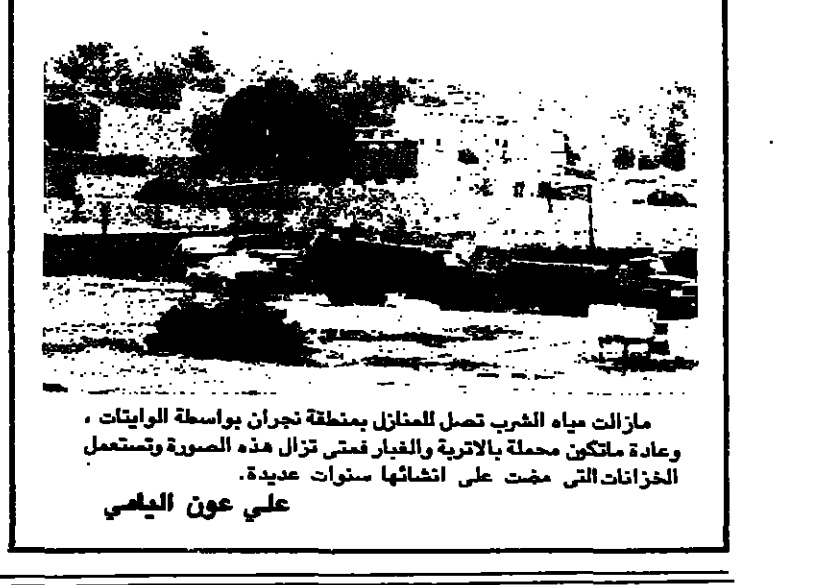 مازالت مياه الشرب تصل للمنازل بمنطقة نجران بواسطة الوايتات ،
وعادة ماتكون محملة بالاتربة والغبار فمتى تزال هذه الصورة وتستعمل
الخزانات التى مضت على انشائها سنوات عديدة.
علي عون اليامي